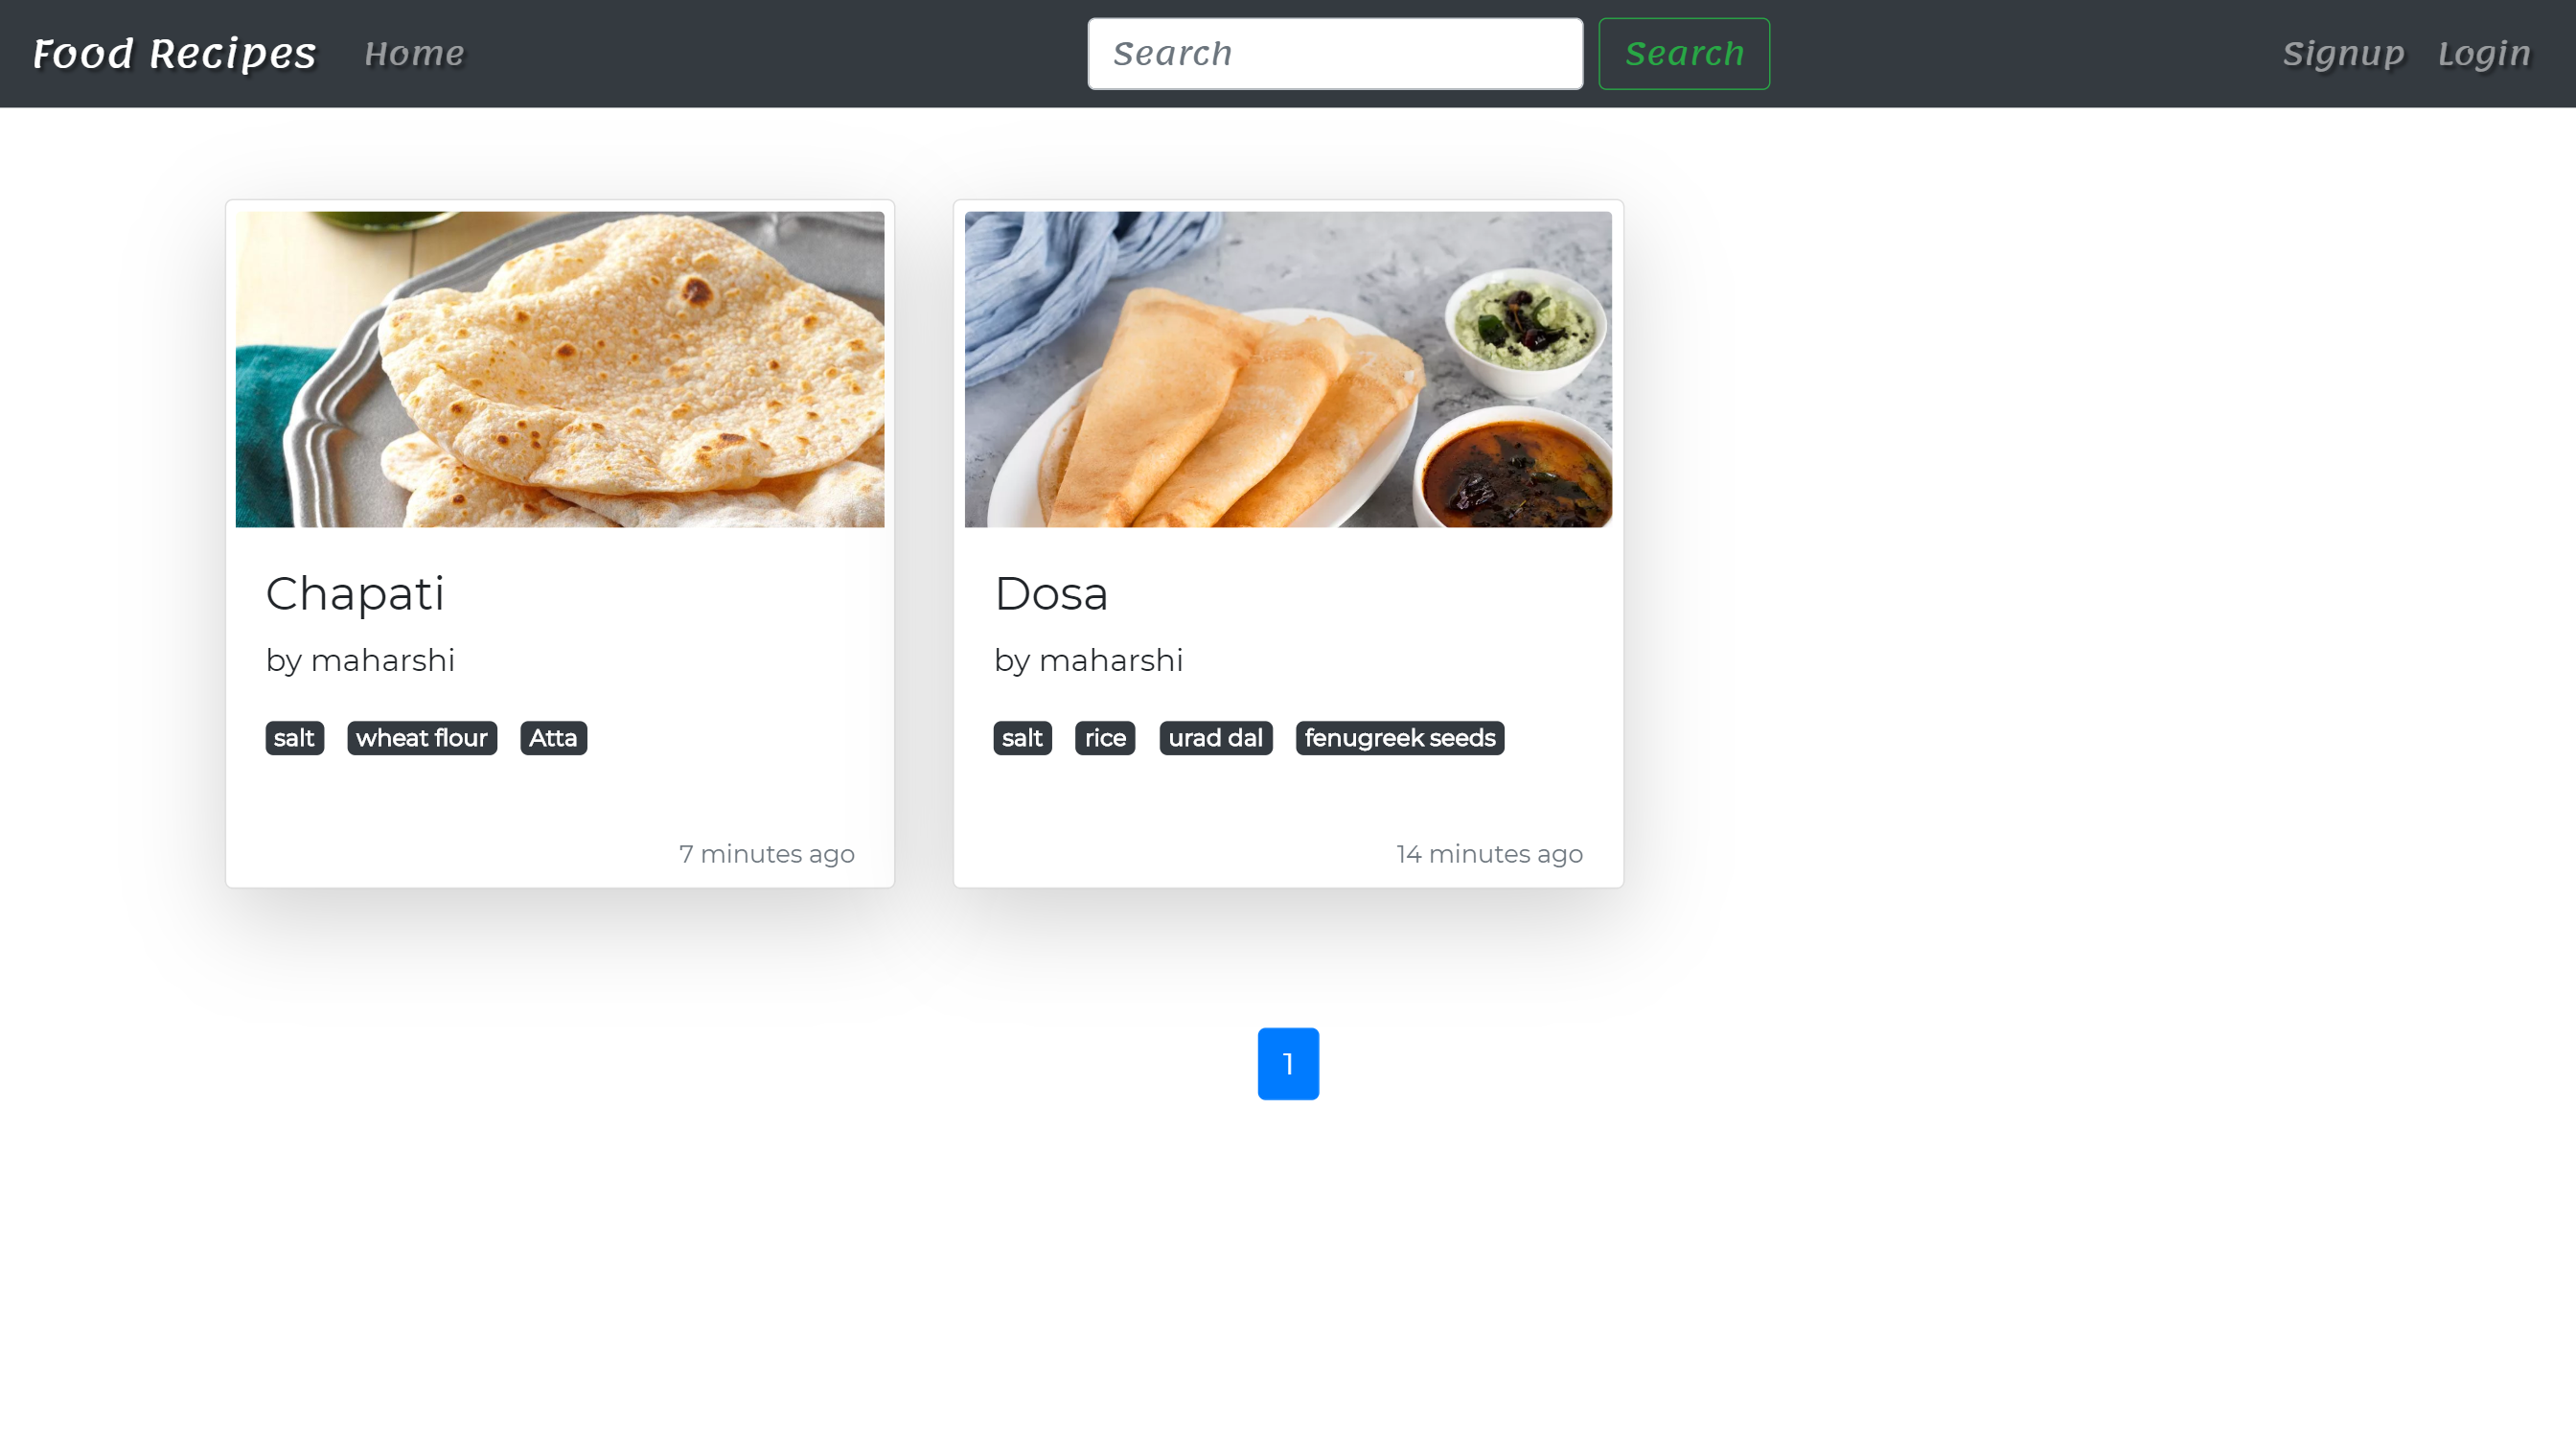 Food Recipes Home Search Search Signup Login
Chapati
by maharshi
salt wheat flour Atta
7 minutes ago
Dosa
by maharshi
salt rice urad dal fenugreek seeds
14 minutes ago
1